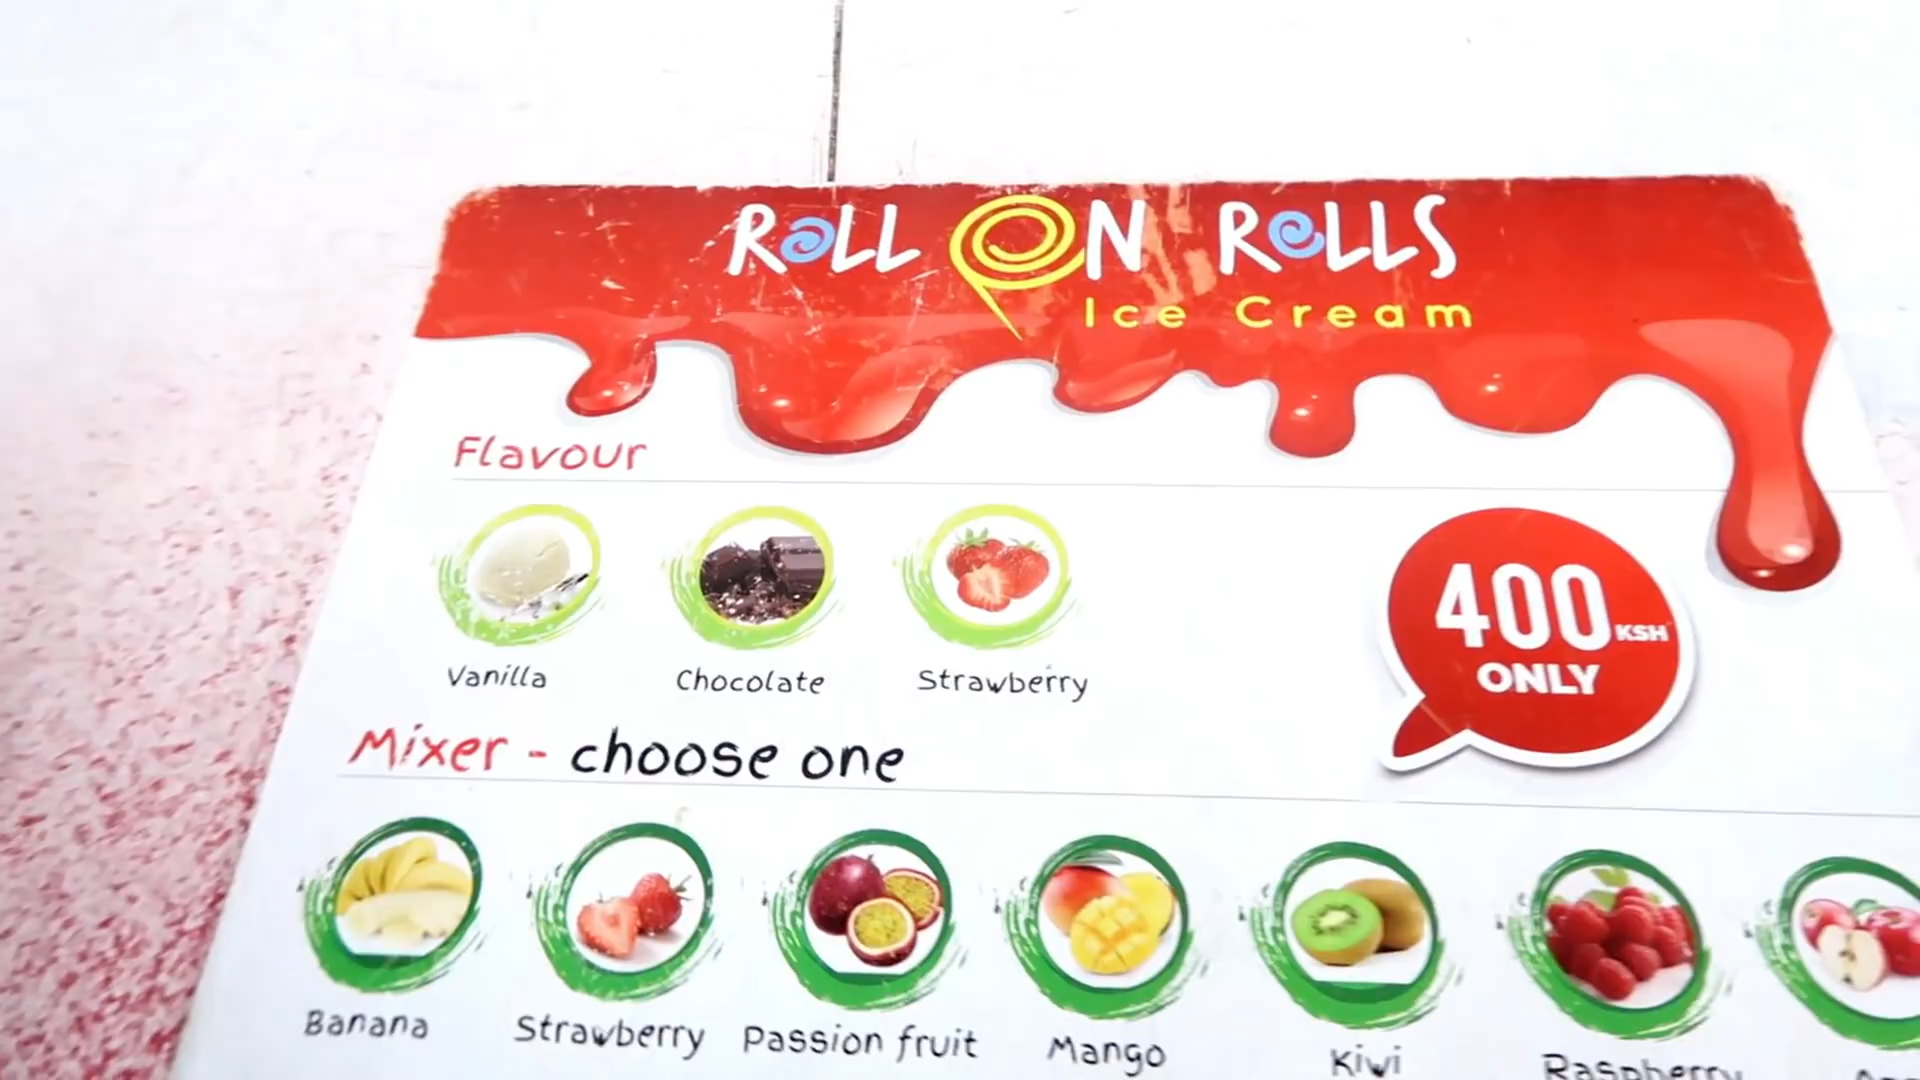 ROLL ON ROLLS
Ice Cream
Flavour
400 KSH
ONLY
Vanilla Chocolate Strawberry
Mixer - choose one
Banana Strawberry Passion fruit Mango Kiwi Raspberry